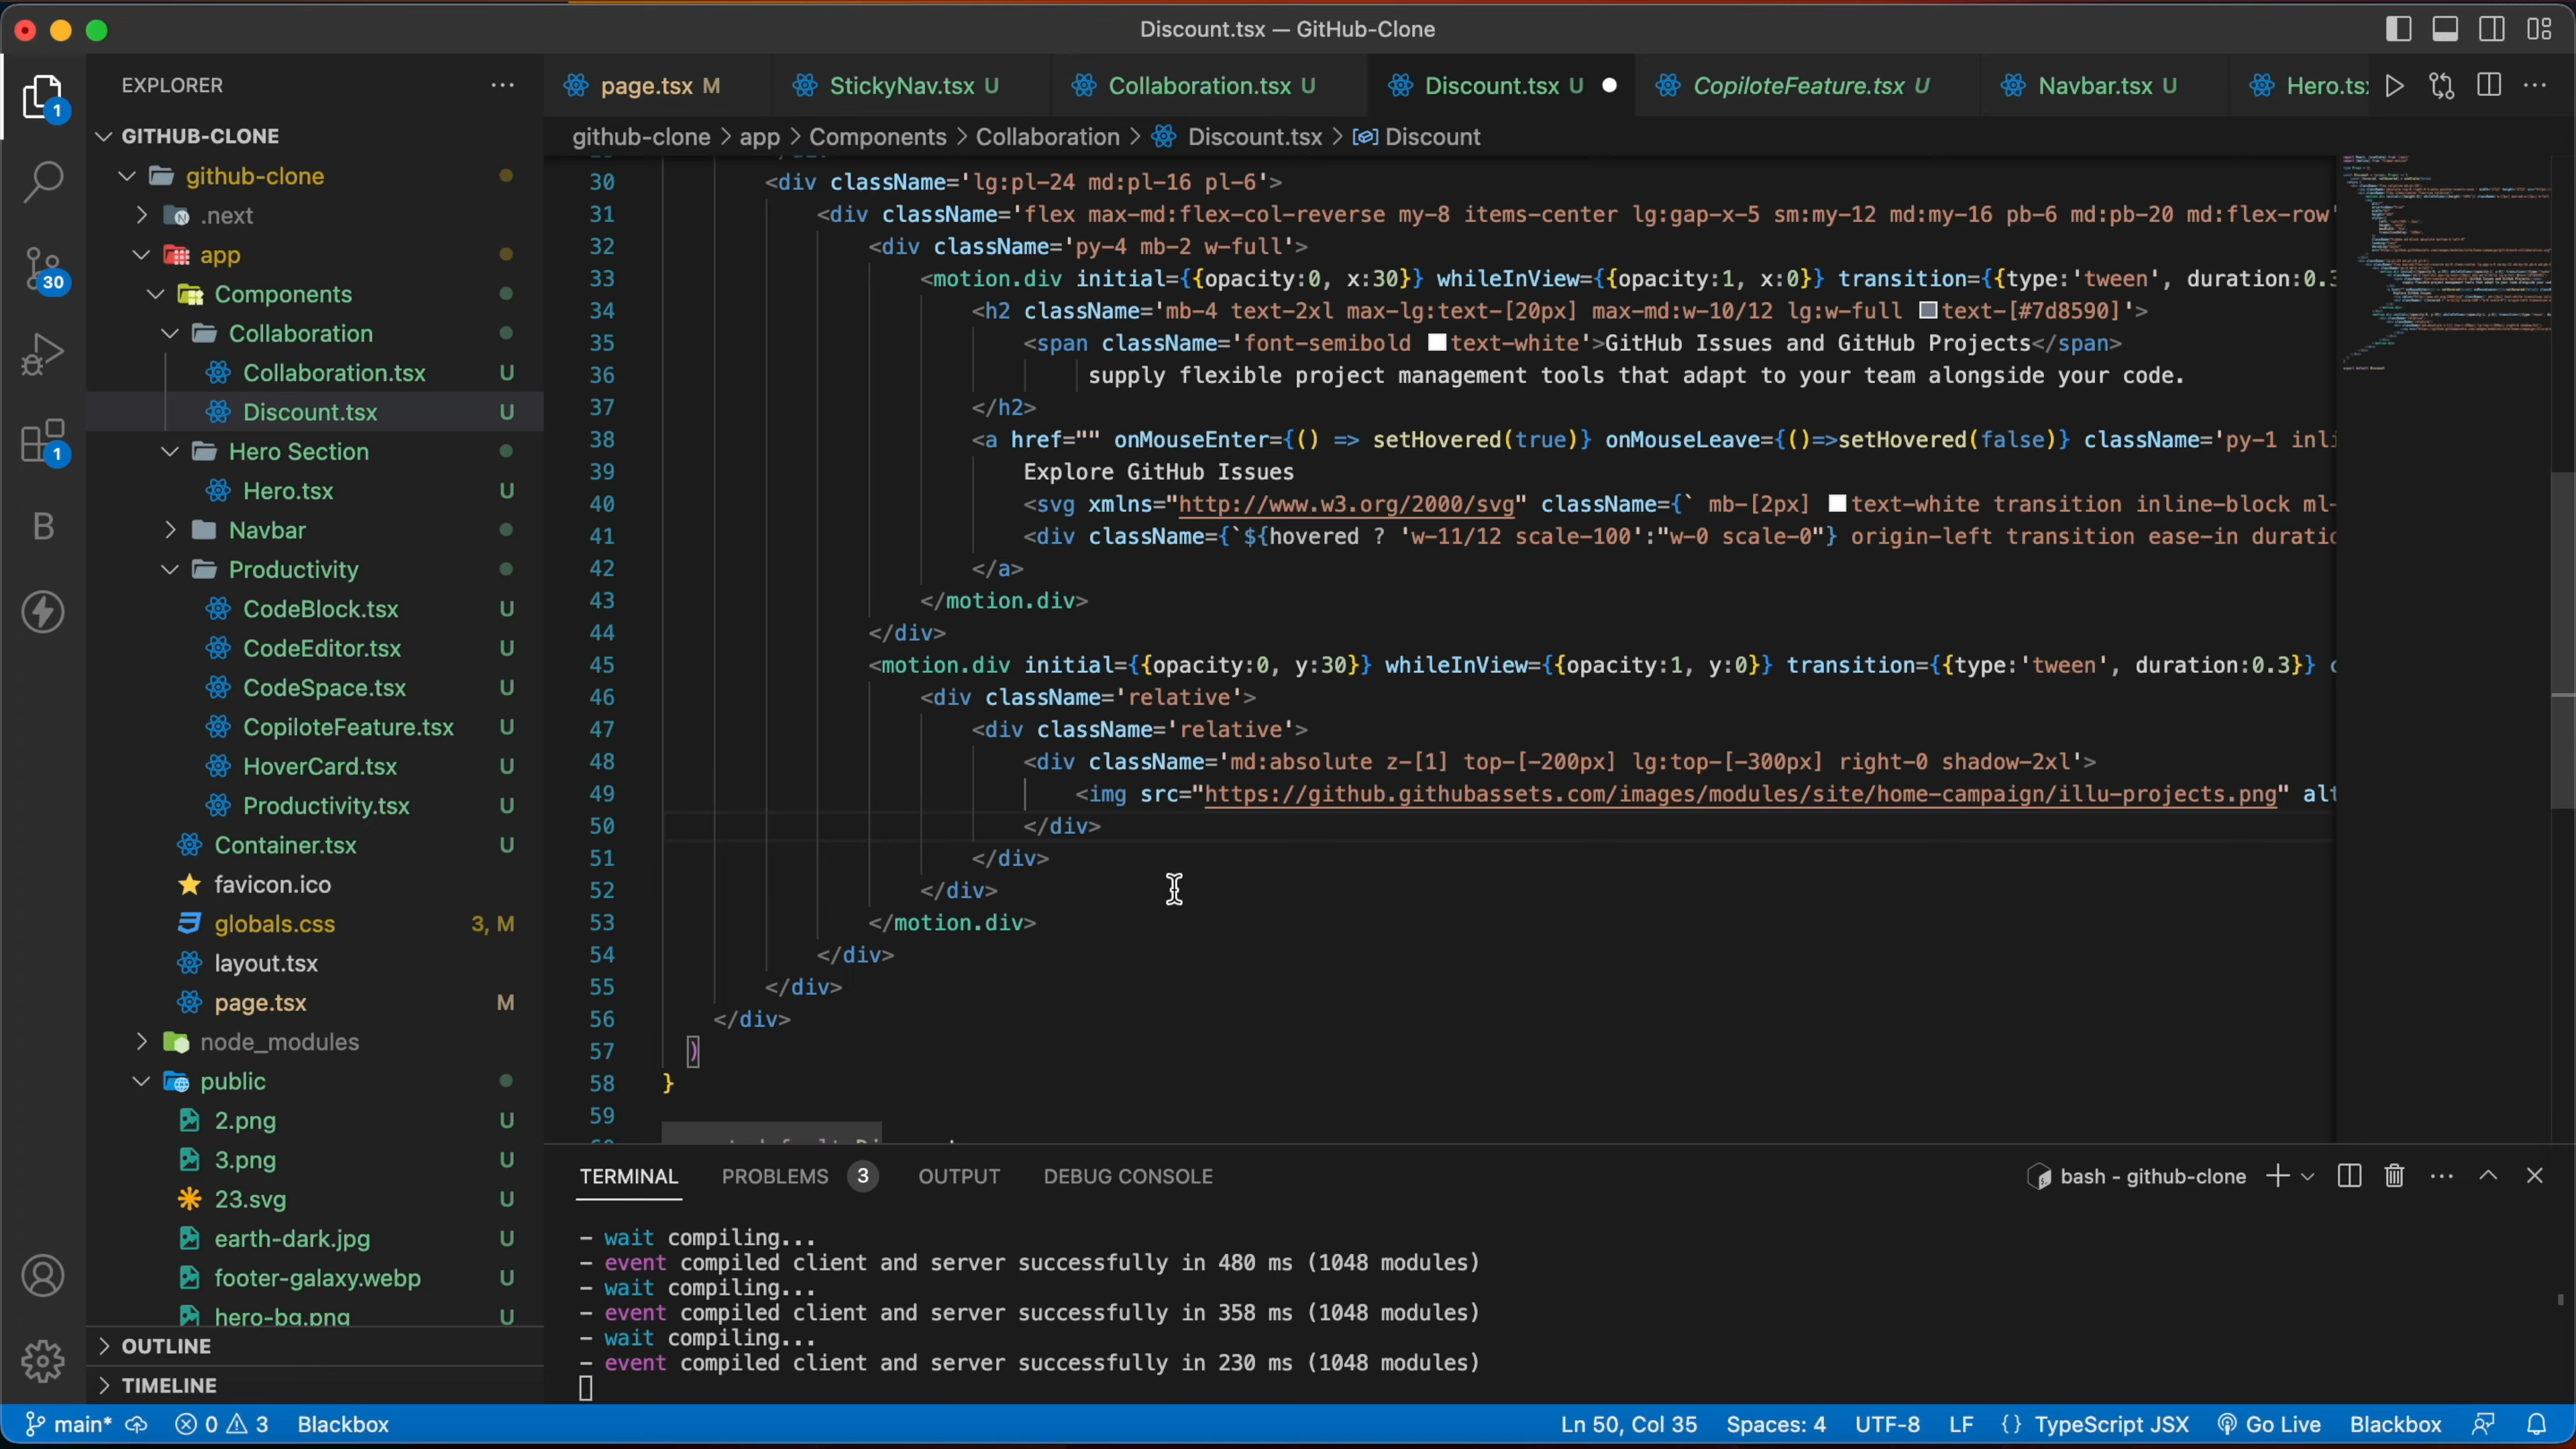 Discount.tsx — GitHub-Clone
EXPLORER
page.tsx M
StickyNav.tsx U
Collaboration.tsx U
Discount.tsx U
CopiloteFeature.tsx U
Navbar.tsx U
Hero.ts
github-clone > app > Components > Collaboration > Discount.tsx > Discount
1
30
1
B
GITHUB-CLONE
github-clone
.next
app
Components
Collaboration
Collaboration.tsx U
Discount.tsx U
Hero Section
Hero.tsx U
Navbar
Productivity
CodeBlock.tsx U
CodeEditor.tsx U
CodeSpace.tsx U
CopiloteFeature.tsx U
HoverCard.tsx U
Productivity.tsx U
Container.tsx U
favicon.ico
globals.css 3, M
layout.tsx
page.tsx M
node_modules
public
2.png U
3.png U
23.svg U
earth-dark.jpg U
footer-galaxy.webp U
hero-bg.png U
OUTLINE
TIMELINE
30 <div className='lg:pl-24 md:pl-16 pl-6'>
31 <div className='flex max-md:flex-col-reverse my-8 items-center lg:gap-x-5 sm:my-12 md:my-16 pb-6 md:pb-20 md:flex-row'
32 <div className='py-4 mb-2 w-full'>
33 <motion.div initial={{opacity:0, x:30}} whileInView={{opacity:1, x:0}} transition={{type:'tween', duration:0.3
34 <h2 className='mb-4 text-2xl max-lg:text-[20px] max-md:w-10/12 lg:w-full text-[#7d8590]'>
35 <span className='font-semibold text-white'>GitHub Issues and GitHub Projects</span>
36 supply flexible project management tools that adapt to your team alongside your code.
37 </h2>
38 <a href="" onMouseEnter={() => setHovered(true)} onMouseLeave={()=>setHovered(false)} className='py-1 inli
39 Explore GitHub Issues
40 <svg xmlns="http://www.w3.org/2000/svg" className={` mb-[2px] text-white transition inline-block ml-
41 <div className={`${hovered ? 'w-11/12 scale-100':"w-0 scale-0"} origin-left transition ease-in duratio
42 </a>
43 </motion.div>
44 </div>
45 <motion.div initial={{opacity:0, y:30}} whileInView={{opacity:1, y:0}} transition={{type:'tween', duration:0.3}} c
46 <div className='relative'>
47 <div className='relative'>
48 <div className='md:absolute z-[1] top-[-200px] lg:top-[-300px] right-0 shadow-2xl'>
49 <img src="https://github.githubassets.com/images/modules/site/home-campaign/illu-projects.png" alt
50 </div>
51 </div>
52 </div>
53 </motion.div>
54 </div>
55 </div>
56 </div>
57 )
58 }
59
TERMINAL PROBLEMS 3 OUTPUT DEBUG CONSOLE
bash - github-clone
- wait compiling...
- event compiled client and server successfully in 480 ms (1048 modules)
- wait compiling...
- event compiled client and server successfully in 358 ms (1048 modules)
- wait compiling...
- event compiled client and server successfully in 230 ms (1048 modules)
main* 0 3 Blackbox
Ln 50, Col 35 Spaces: 4 UTF-8 LF {} TypeScript JSX Go Live Blackbox